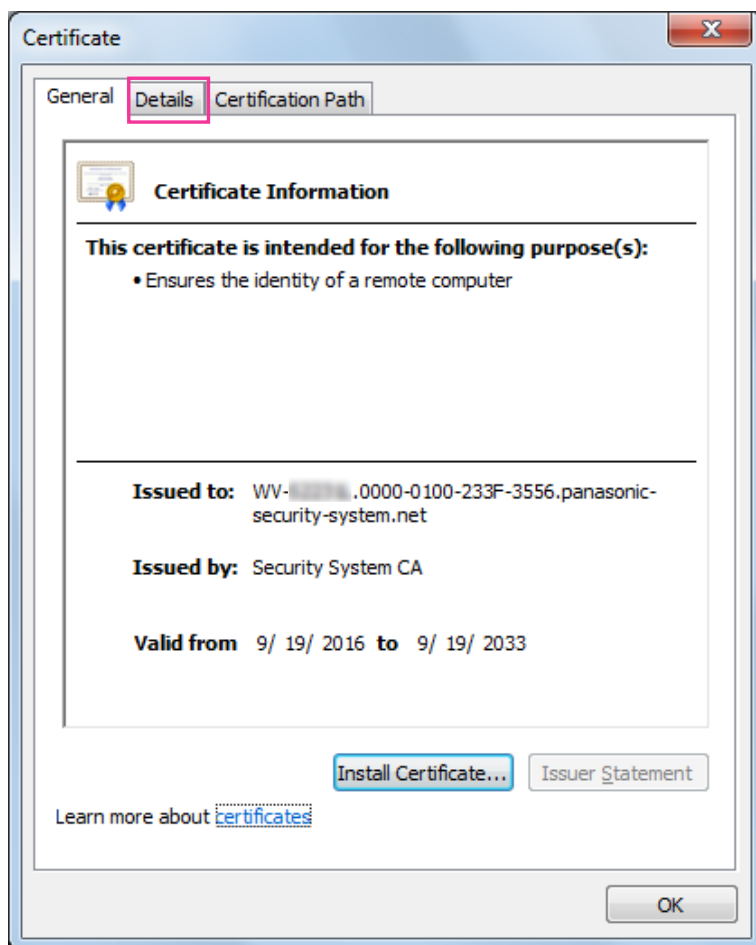 Certificate
General Details Certification Path
Certificate Information
This certificate is intended for the following purpose(s):
• Ensures the identity of a remote computer
Issued to: WV- .0000-0100-233F-3556.panasonic-
security-system.net
Issued by: Security System CA
Valid from 9/ 19/ 2016 to 9/ 19/ 2033
Install Certificate... Issuer Statement
Learn more about certificates
OK